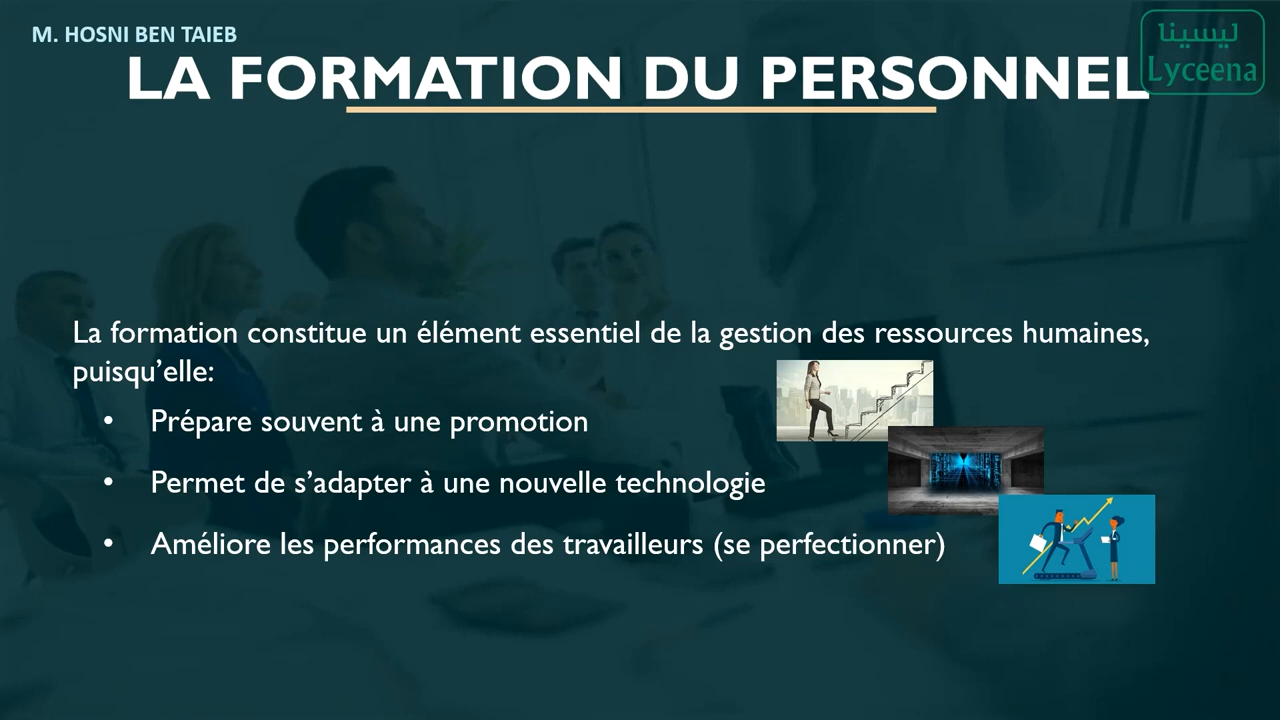 M. HOSNI BEN TAIEB
ليسينا
Lyceena
LA FORMATION DU PERSONNEL
La formation constitue un élément essentiel de la gestion des ressources humaines,
puisqu’elle:
• Prépare souvent à une promotion
• Permet de s’adapter à une nouvelle technologie
• Améliore les performances des travailleurs (se perfectionner)